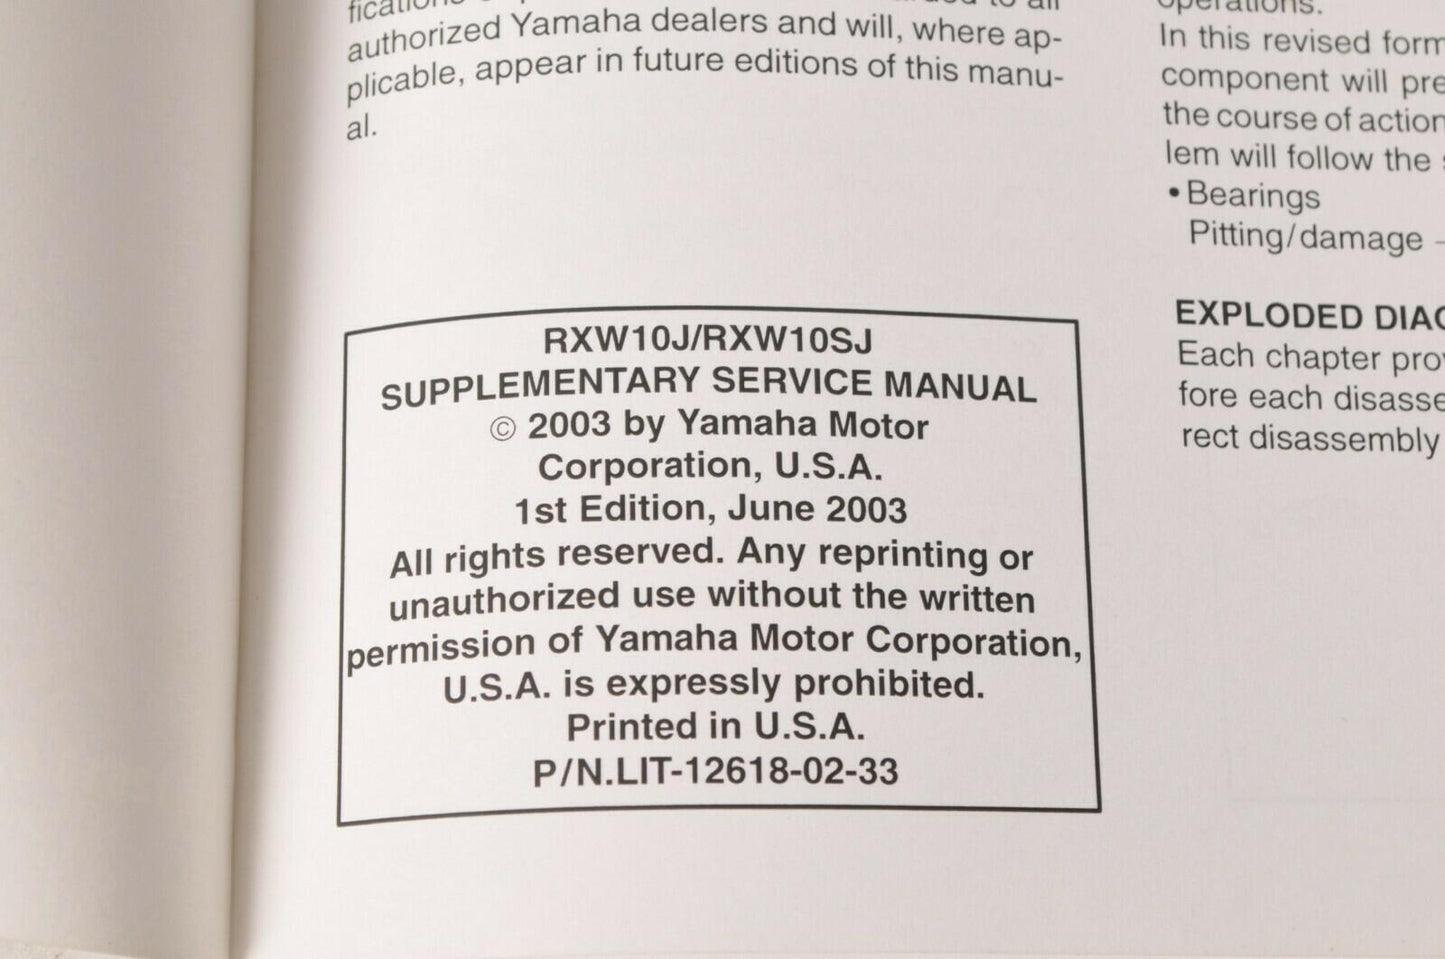 authorized Yamaha dealers and will, where ap-
plicable, appear in future editions of this manu-
al.
RXW10J/RXW10SJ
SUPPLEMENTARY SERVICE MANUAL
© 2003 by Yamaha Motor
Corporation, U.S.A.
1st Edition, June 2003
All rights reserved. Any reprinting or
unauthorized use without the written
permission of Yamaha Motor Corporation,
U.S.A. is expressly prohibited.
Printed in U.S.A.
P/N.LIT-12618-02-33
operations.
In this revised form
component will pre
the course of action
lem will follow the
• Bearings
Pitting/damage
EXPLODED DIAG
Each chapter prov
fore each disasse
rect disassembly